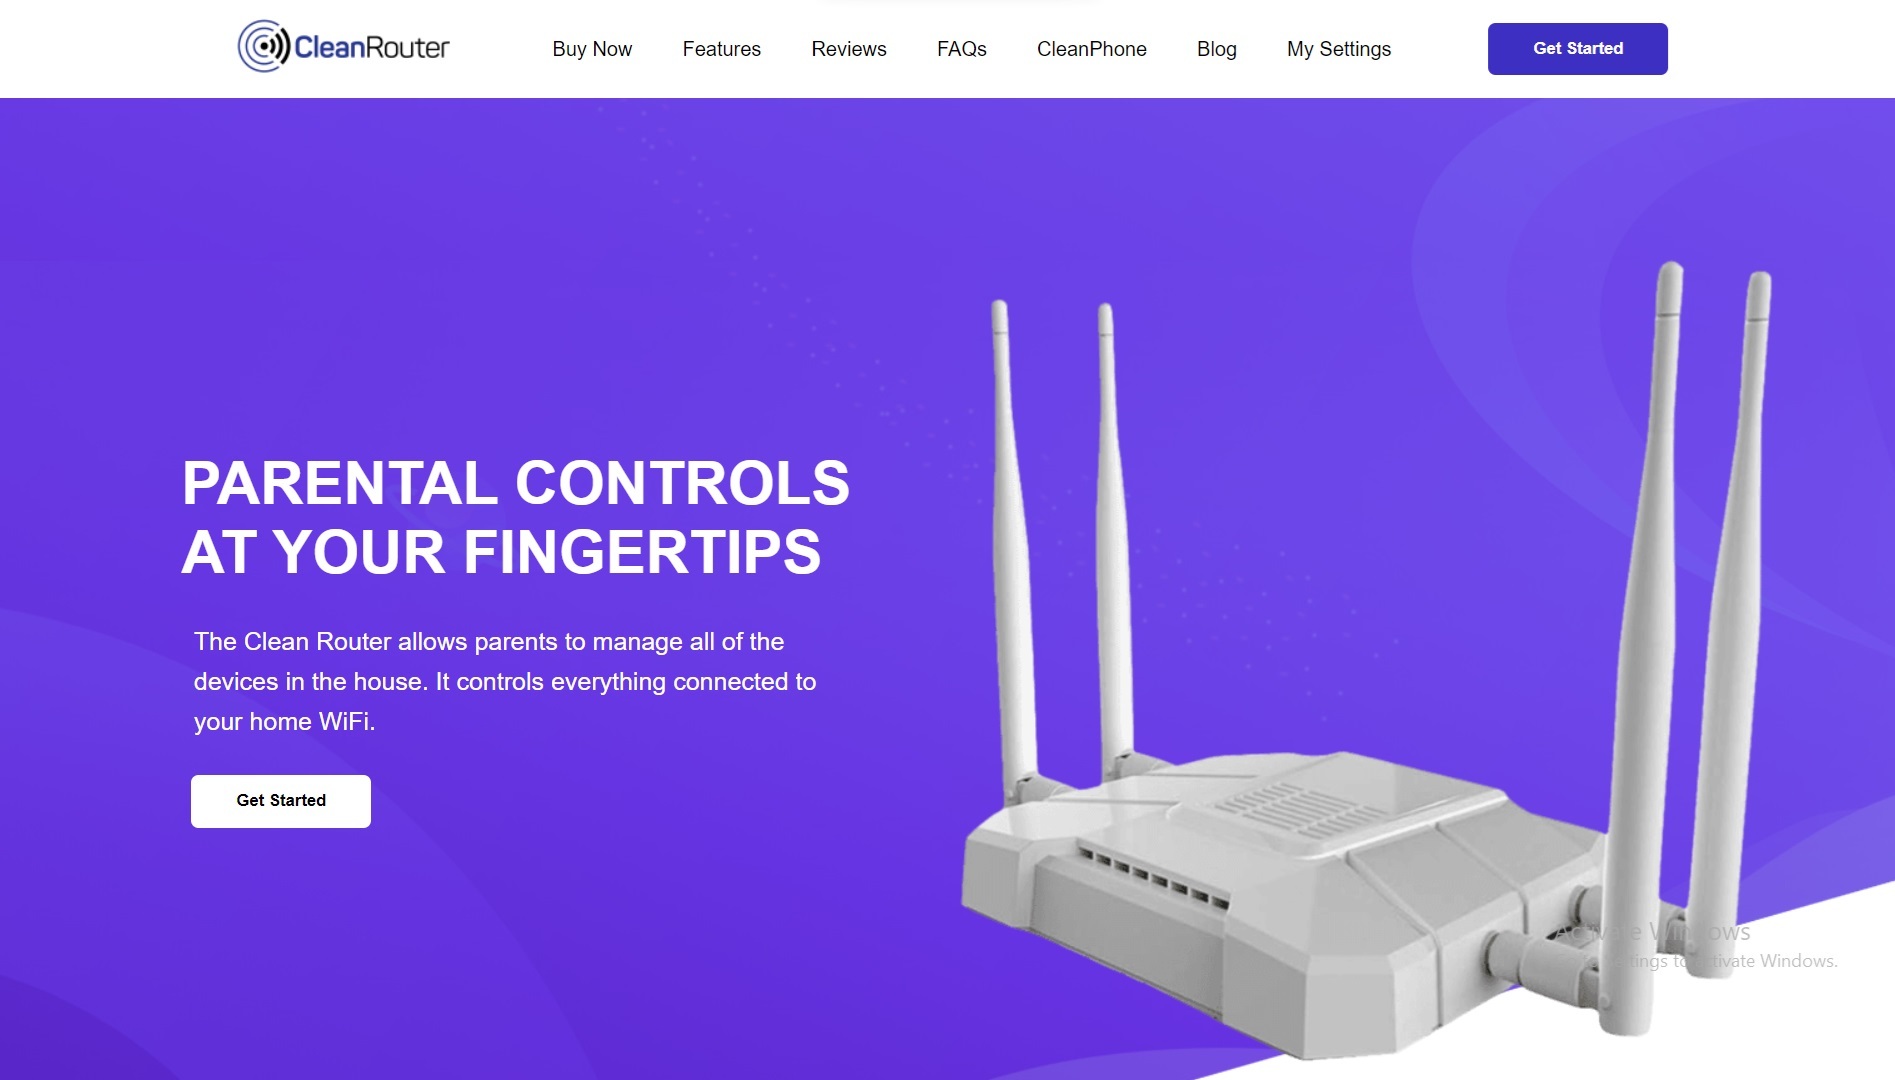 CleanRouter
Buy Now
Features
Reviews
FAQs
CleanPhone
Blog
My Settings
Get Started
PARENTAL CONTROLS
AT YOUR FINGERTIPS
The Clean Router allows parents to manage all of the
devices in the house. It controls everything connected to
your home WiFi.
Get Started
Activate Windows
to activate Windows.